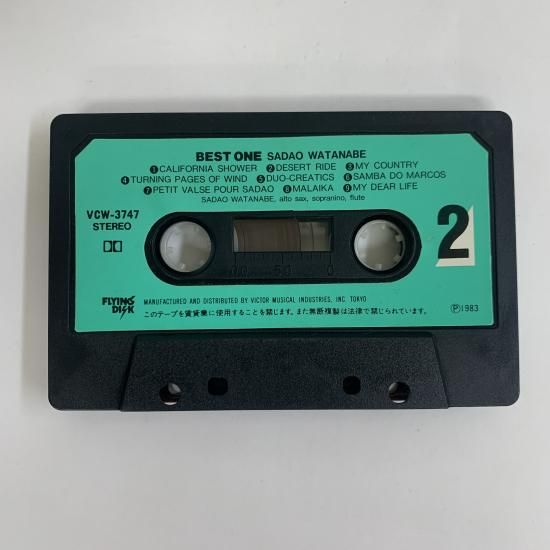 BEST ONE SADAO WATANABE
❶CALIFORNIA SHOWER ❷DESERT RIDE ❸MY COUNTRY
❹TURNING PAGES OF WIND ❺DUO-CREATICS ❻SAMBA DO MARCOS
❼PETIT VALSE POUR SADAO ❽MALAIKA ❾MY DEAR LIFE
SADAO WATANABE, alto sax, sopranino, flute
VCW-3747
STEREO
2
100 50 0
FLYING DISK
MANUFACTURED AND DISTRIBUTED BY VICTOR MUSICAL INDUSTRIES, INC. TOKYO
このテープを賃貸業に使用することを禁じます。また無断複製は法律で禁じられています。
Ⓟ1983